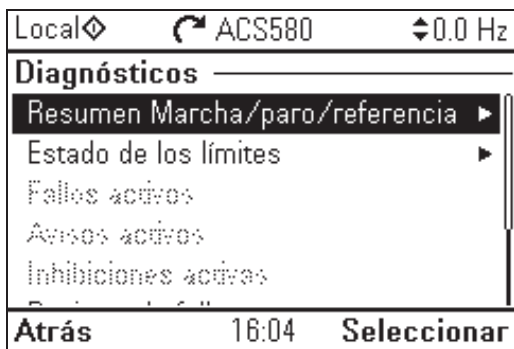 Local ACS580 0.0 Hz
Diagnósticos
Resumen Marcha/paro/referencia
Estado de los límites
Fallos activos
Avisos activos
Inhibiciones activas
Atrás 16:04 Seleccionar